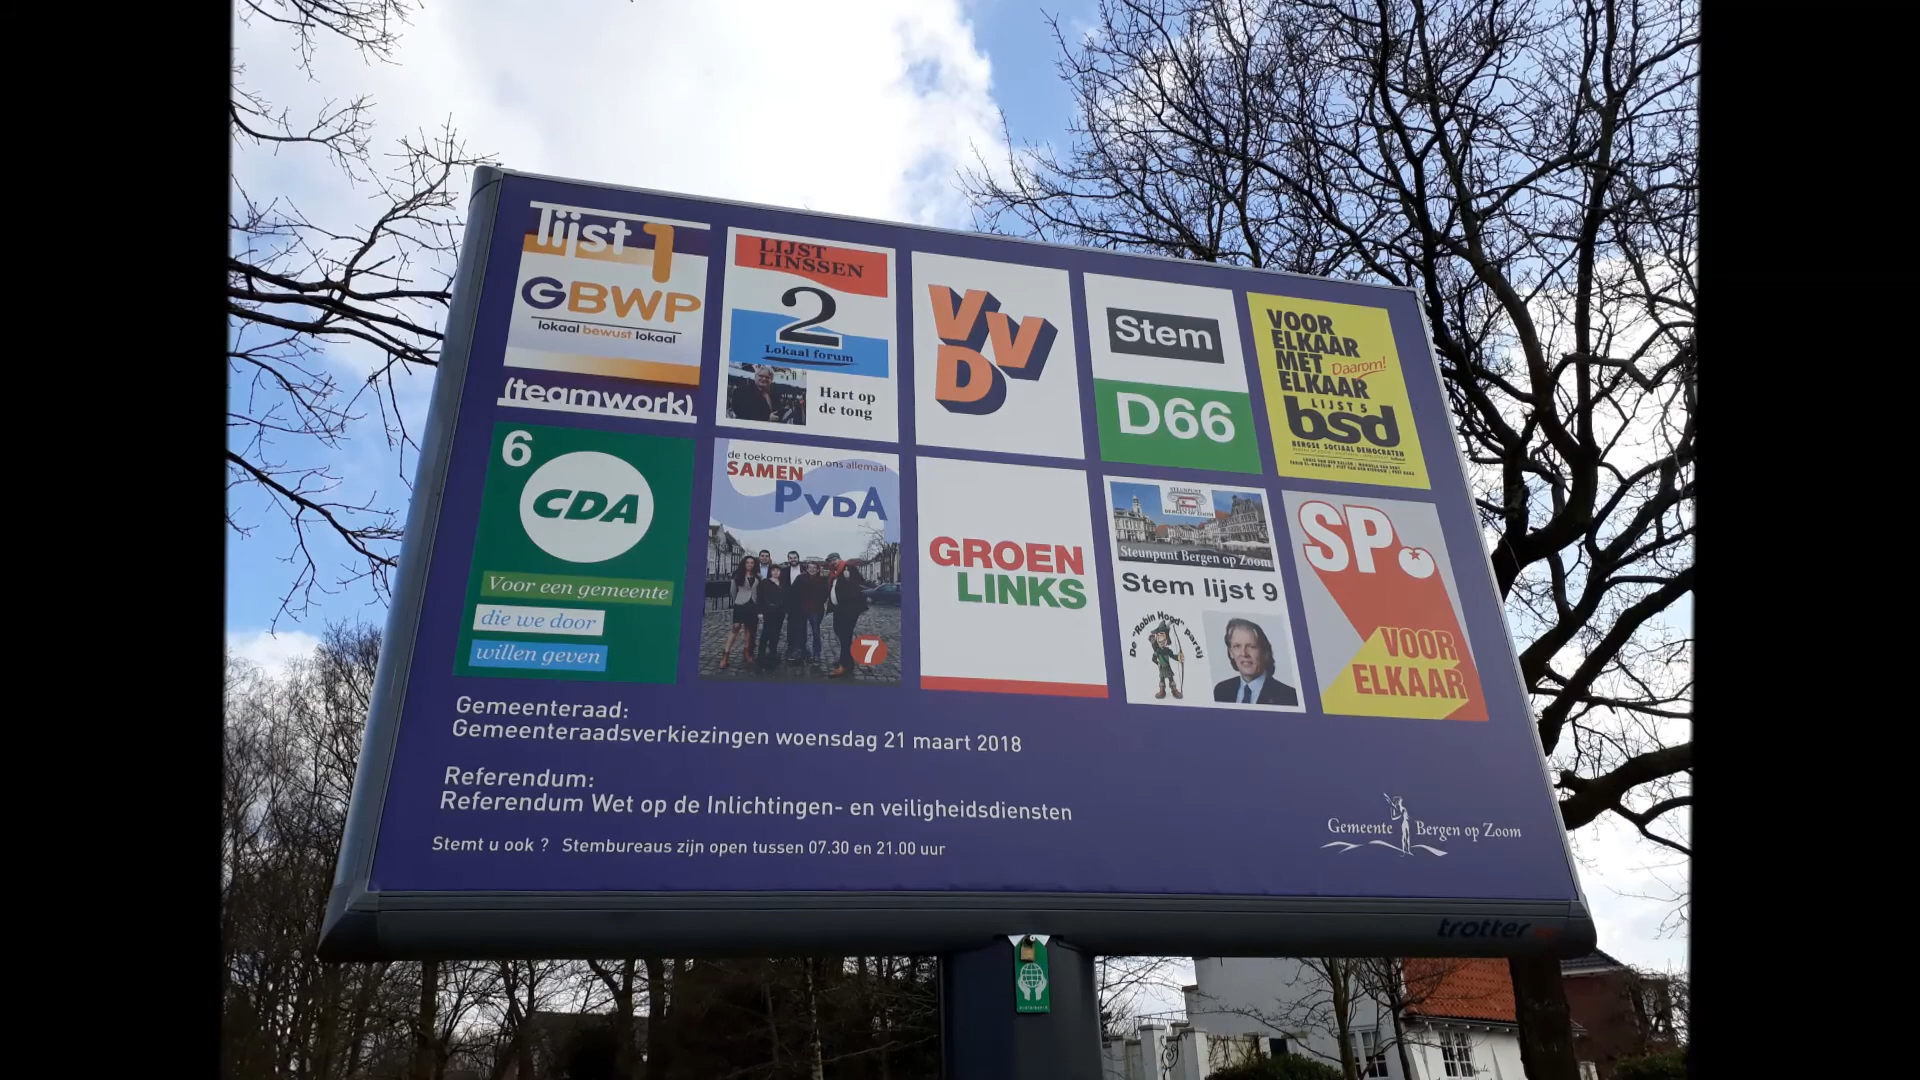 lijst 1
GBWP
lokaal bewust lokaal
(teamwork)
LIJST
LINSSEN
2
Lokaal forum
Hart op
de tong
VVD
Stem
D66
VOOR
ELKAAR
MET
ELKAAR
Daarom!
LIJST 5
bsd
BERGSE SOCIAAL DEMOCRATEN
6
CDA
Voor een gemeente
die we door
willen geven
de toekomst is van ons allemaal
SAMEN
PVDA
7
GROEN
LINKS
STEUNPUNT
BERGEN OP ZOOM
Steunpunt Bergen op Zoom
Stem lijst 9
De "Robin Hood" partij
SP.
VOOR
ELKAAR
Gemeenteraad:
Gemeenteraadsverkiezingen woensdag 21 maart 2018
Referendum:
Referendum Wet op de Inlichtingen- en veiligheidsdiensten
Stemt u ook ? Stembureaus zijn open tussen 07.30 en 21.00 uur
Gemeente Bergen op Zoom
trotter